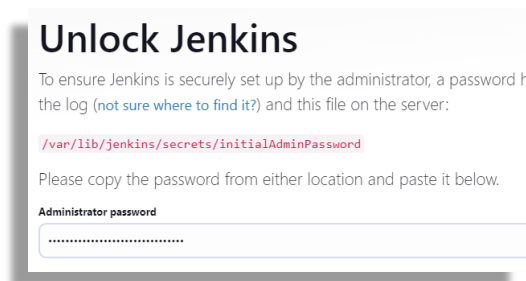 Unlock Jenkins
To ensure Jenkins is securely set up by the administrator, a password
the log (not sure where to find it?) and this file on the server:
/var/lib/jenkins/secrets/initialAdminPassword
Please copy the password from either location and paste it below.
Administrator password